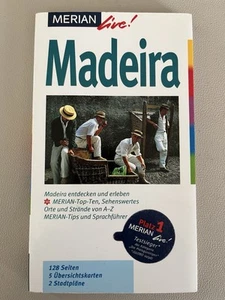 MERIAN live!
Madeira
Madeira entdecken und erleben
MERIAN-Top-Ten, Sehenswertes
Orte und Strände von A–Z
MERIAN-Tips und Sprachführer
Platz 1
MERIAN
live!
Testsieger
128 Seiten
5 Übersichtskarten
2 Stadtpläne